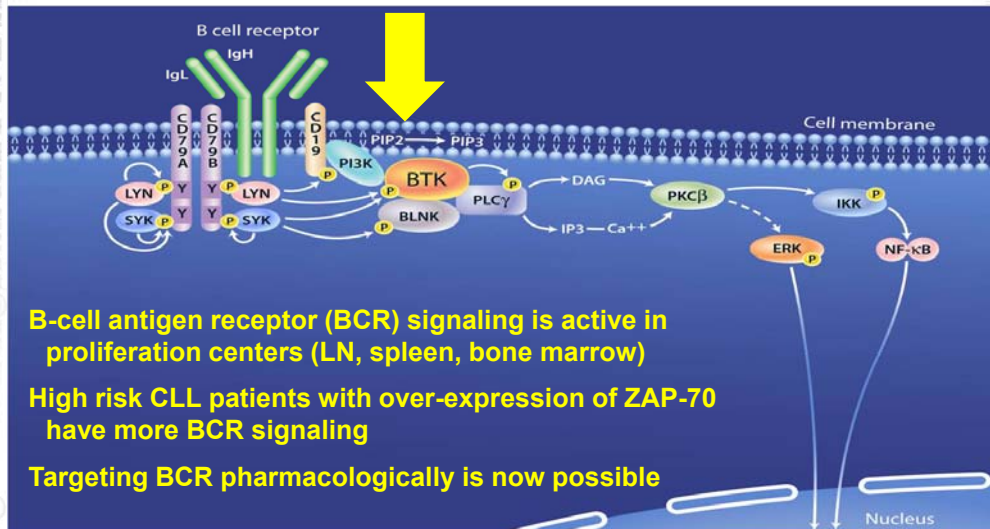 B cell receptor
IgH
IgL
CD79A
CD79B
CD19
Cell membrane
PIP2 PIP3
PI3K
Y Y
Y Y
LYN P P LYN P
SYK P P SYK
BTK P
P
PLCγ
BLNK
P
DAG
IP3 Ca++
PKCβ
IKK P
ERK P
NF-κB
B-cell antigen receptor (BCR) signaling is active in
proliferation centers (LN, spleen, bone marrow)
High risk CLL patients with over-expression of ZAP-70
have more BCR signaling
Targeting BCR pharmacologically is now possible
Nucleus